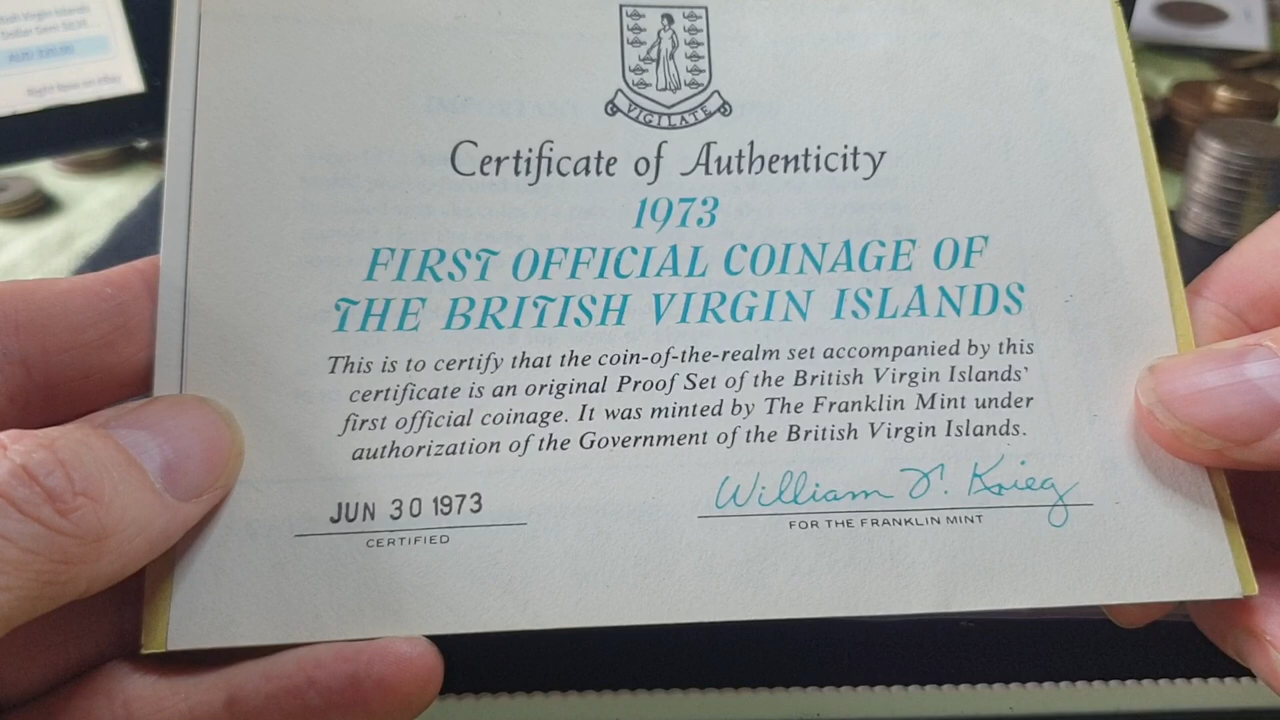 VIGILATE
Certificate of Authenticity
1973
FIRST OFFICIAL COINAGE OF
THE BRITISH VIRGIN ISLANDS
This is to certify that the coin-of-the-realm set accompanied by this
certificate is an original Proof Set of the British Virgin Islands'
first official coinage. It was minted by The Franklin Mint under
authorization of the Government of the British Virgin Islands.
JUN 30 1973
CERTIFIED
William T. Krieg
FOR THE FRANKLIN MINT